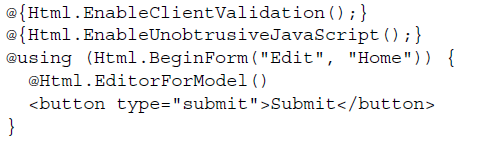 @{Html.EnableClientValidation();}
@{Html.EnableUnobtrusiveJavaScript();}
@using (Html.BeginForm("Edit", "Home")) {
  @Html.EditorForModel()
  <button type="submit">Submit</button>
}